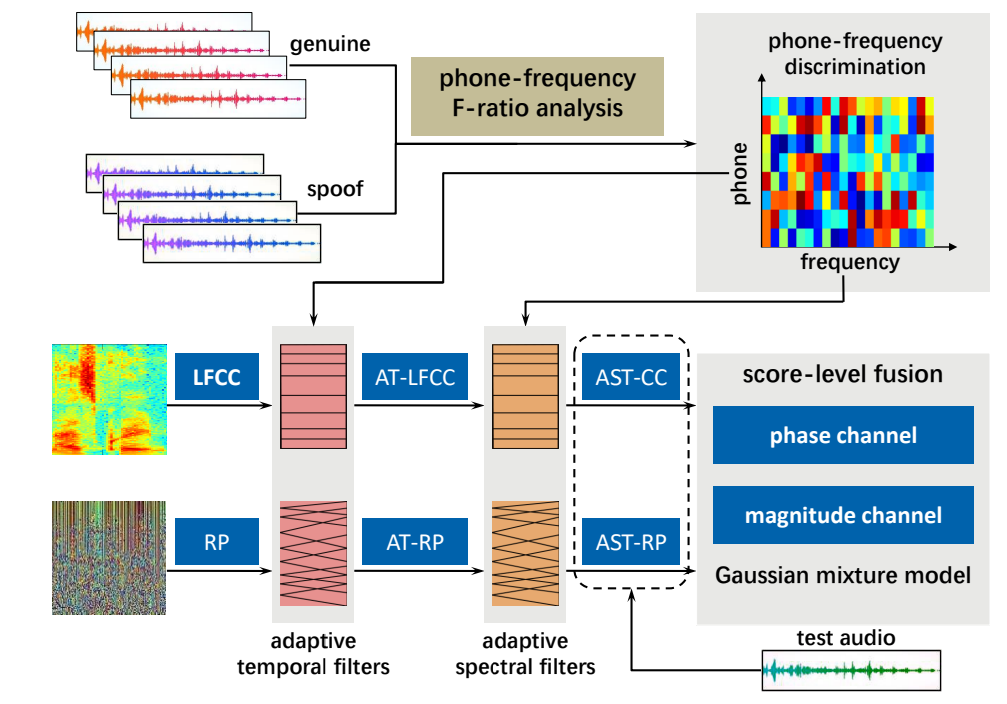 genuine
spoof
phone-frequency
F-ratio analysis
phone-frequency
discrimination
phone
frequency
LFCC
AT-LFCC
AST-CC
RP
AT-RP
AST-RP
adaptive
temporal filters
adaptive
spectral filters
score-level fusion
phase channel
magnitude channel
Gaussian mixture model
test audio